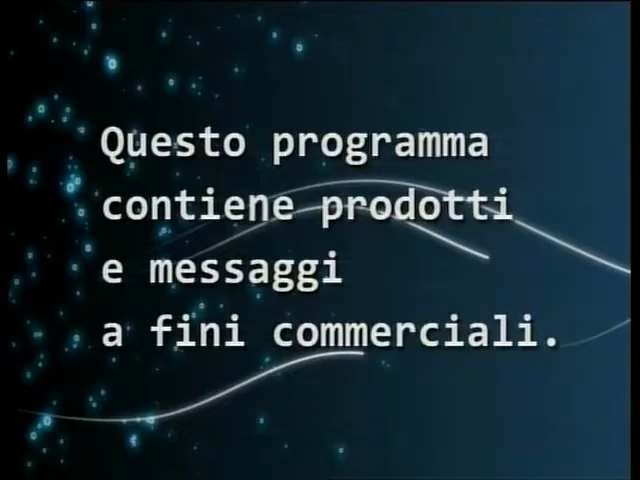 Questo programma
contiene prodotti
e messaggi
a fini commerciali.